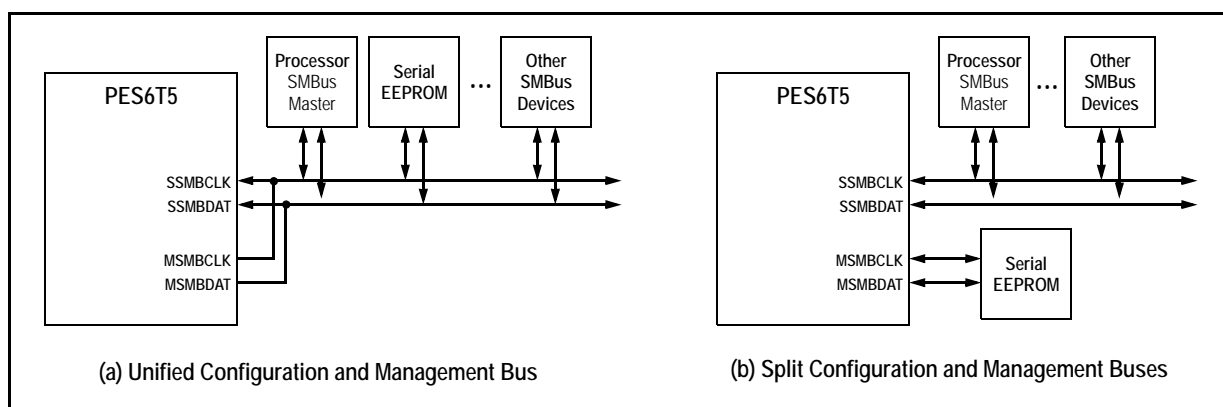 PES6T5
Processor
SMBus
Master
Serial
EEPROM
...
Other
SMBus
Devices
SSMBCLK
SSMBDAT
MSMBCLK
MSMBDAT
(a) Unified Configuration and Management Bus
PES6T5
Processor
SMBus
Master
...
Other
SMBus
Devices
SSMBCLK
SSMBDAT
MSMBCLK
MSMBDAT
Serial
EEPROM
(b) Split Configuration and Management Buses